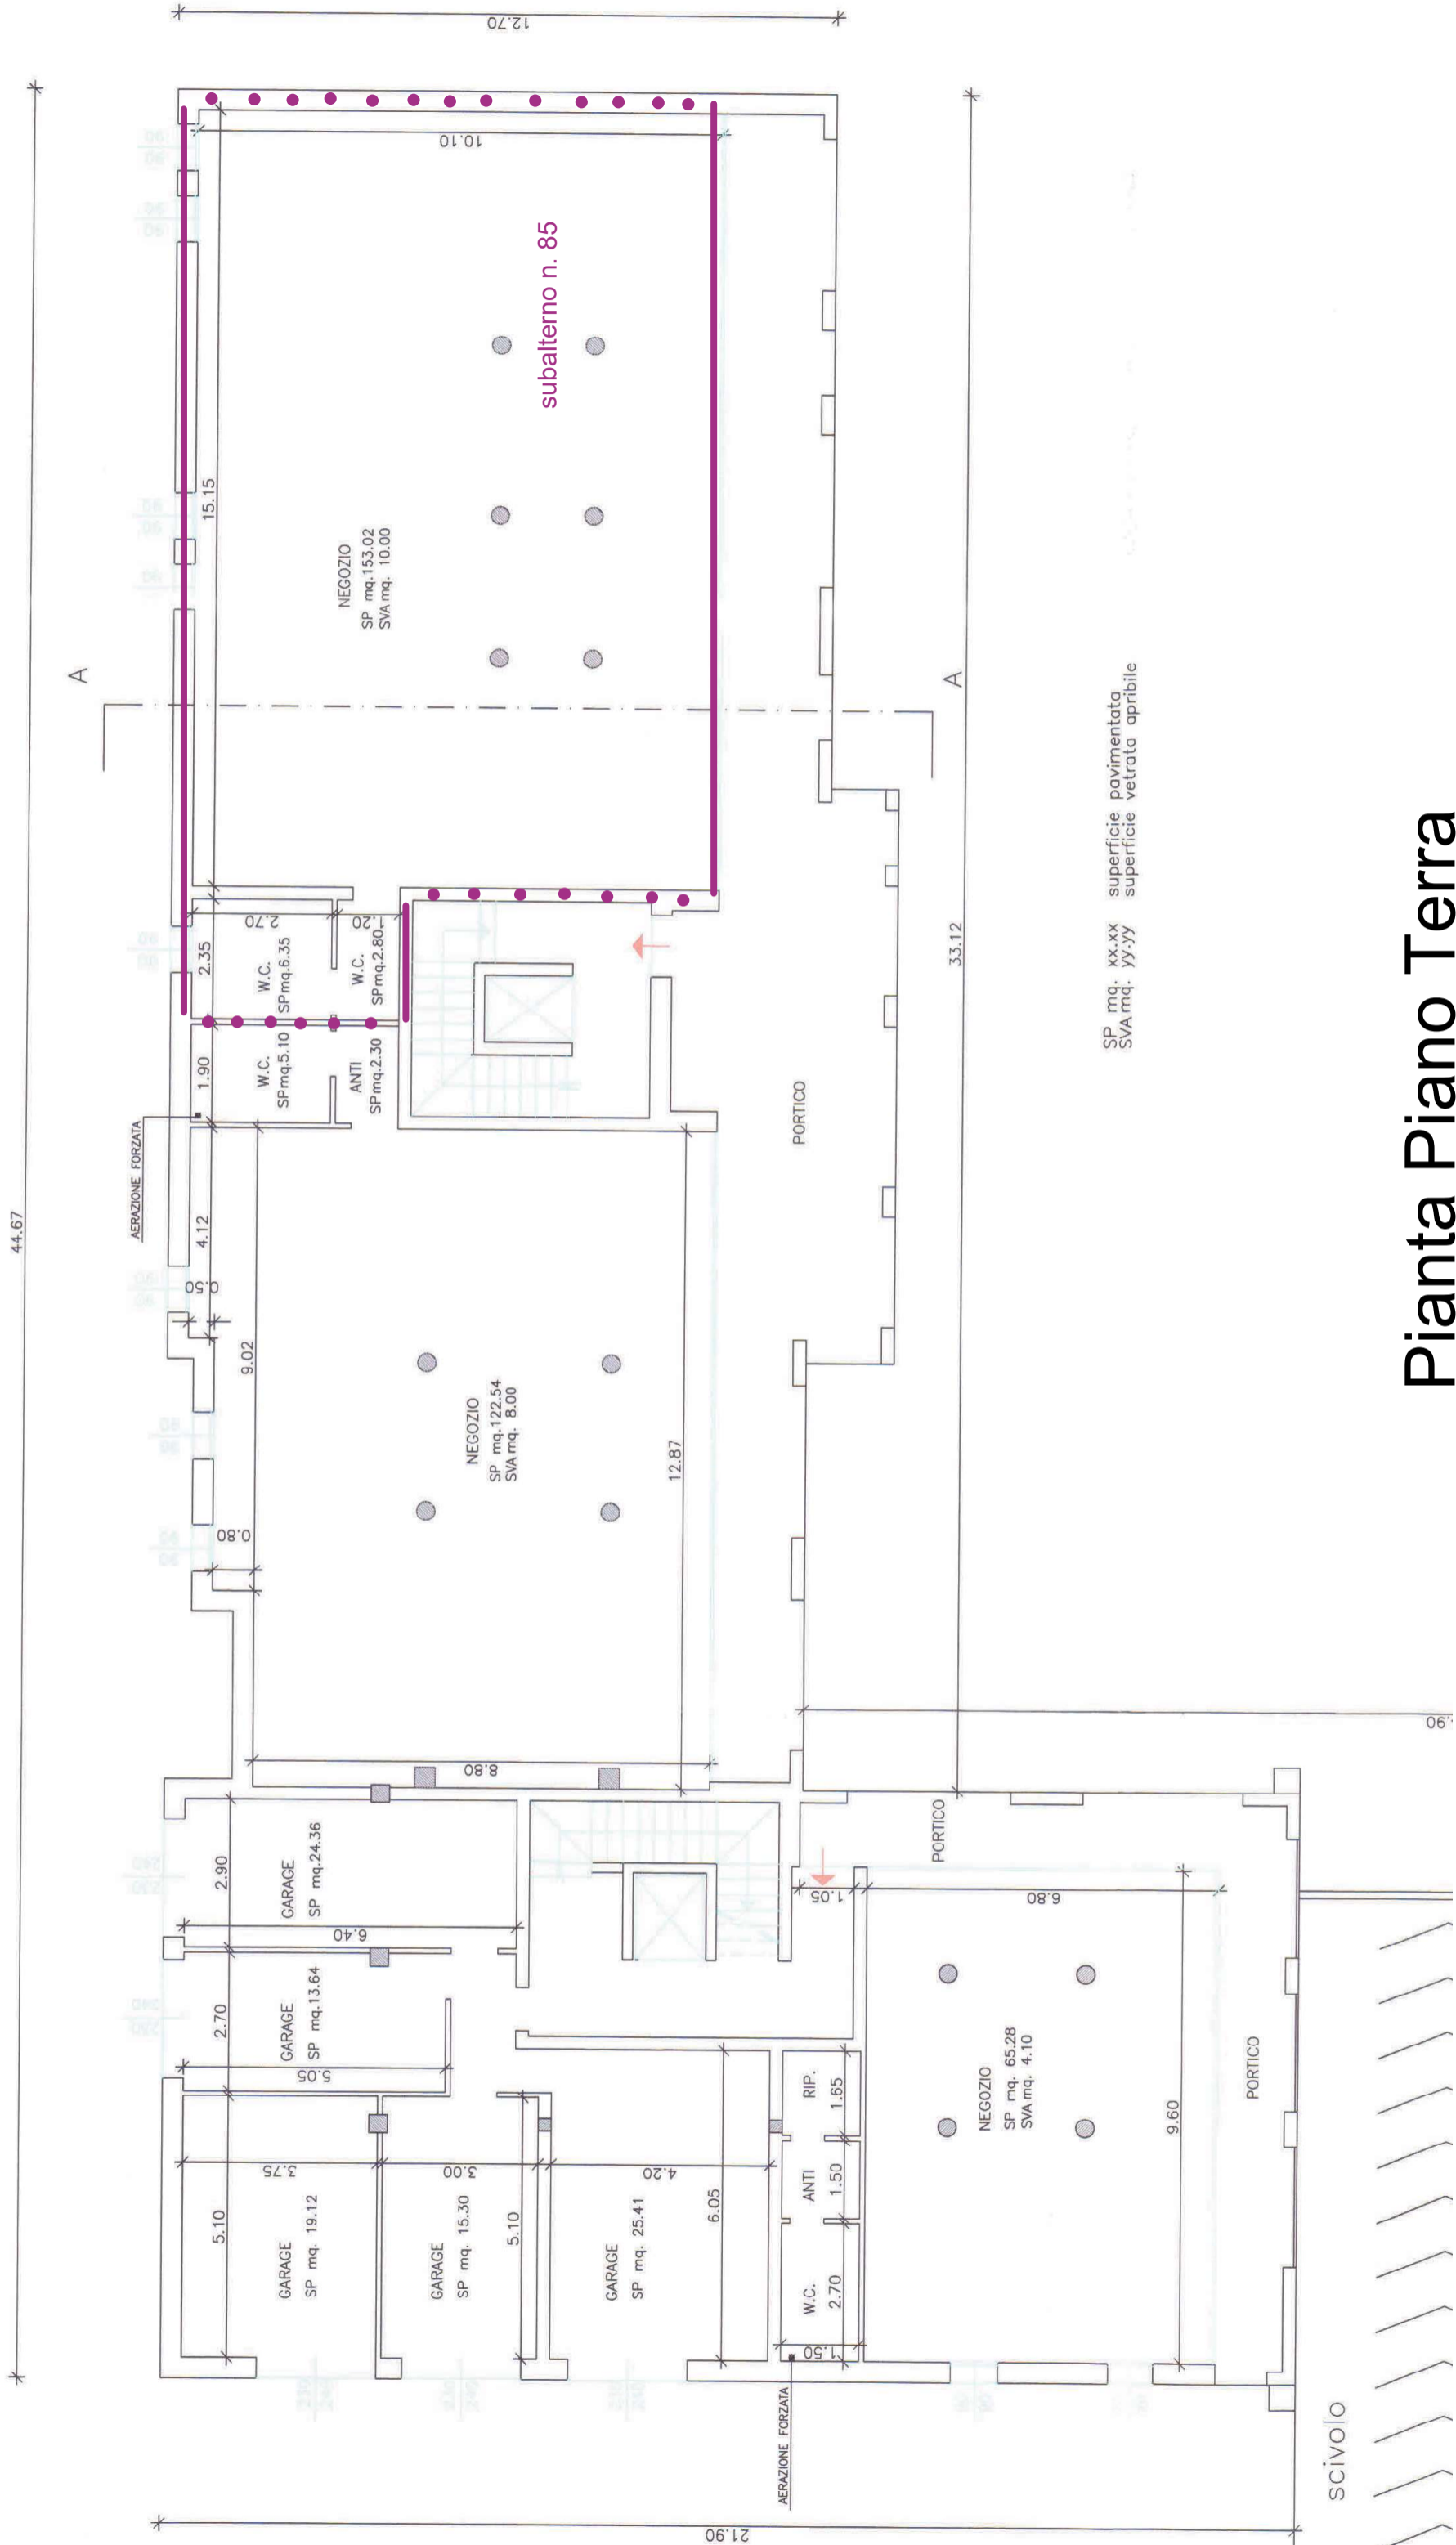 44.67
12.70
A
A
10.10
15.15
subalterno n. 85
NEGOZIO
SP mq.153.02
SVA mq. 10.00
2.35
2.70
1.20
W.C.
SPmq.6.35
W.C.
SPmq.2.80
1.90
W.C.
SPmq.5.10
ANTI
SPmq.2.30
AERAZIONE FORZATA
4.12
0.50
9.02
0.80
NEGOZIO
SP mq.122.54
SVA mq. 8.00
12.87
8.80
PORTICO
33.12
SP mq. xx.xx superficie pavimentata
SVA mq. yy.yy superficie vetrata apribile
Pianta Piano Terra
2.90
GARAGE
SP mq.24.36
6.40
2.70
GARAGE
SP mq.13.64
5.05
3.75
5.10
GARAGE
SP mq. 19.12
3.00
GARAGE
SP mq. 15.30
5.10
4.20
GARAGE
SP mq. 25.41
6.05
RIP.
1.65
ANTI
1.50
W.C.
2.70
1.50
AERAZIONE FORZATA
1.05
PORTICO
6.80
NEGOZIO
SP mq. 65.28
SVA mq. 4.10
9.60
PORTICO
scivolo
21.90